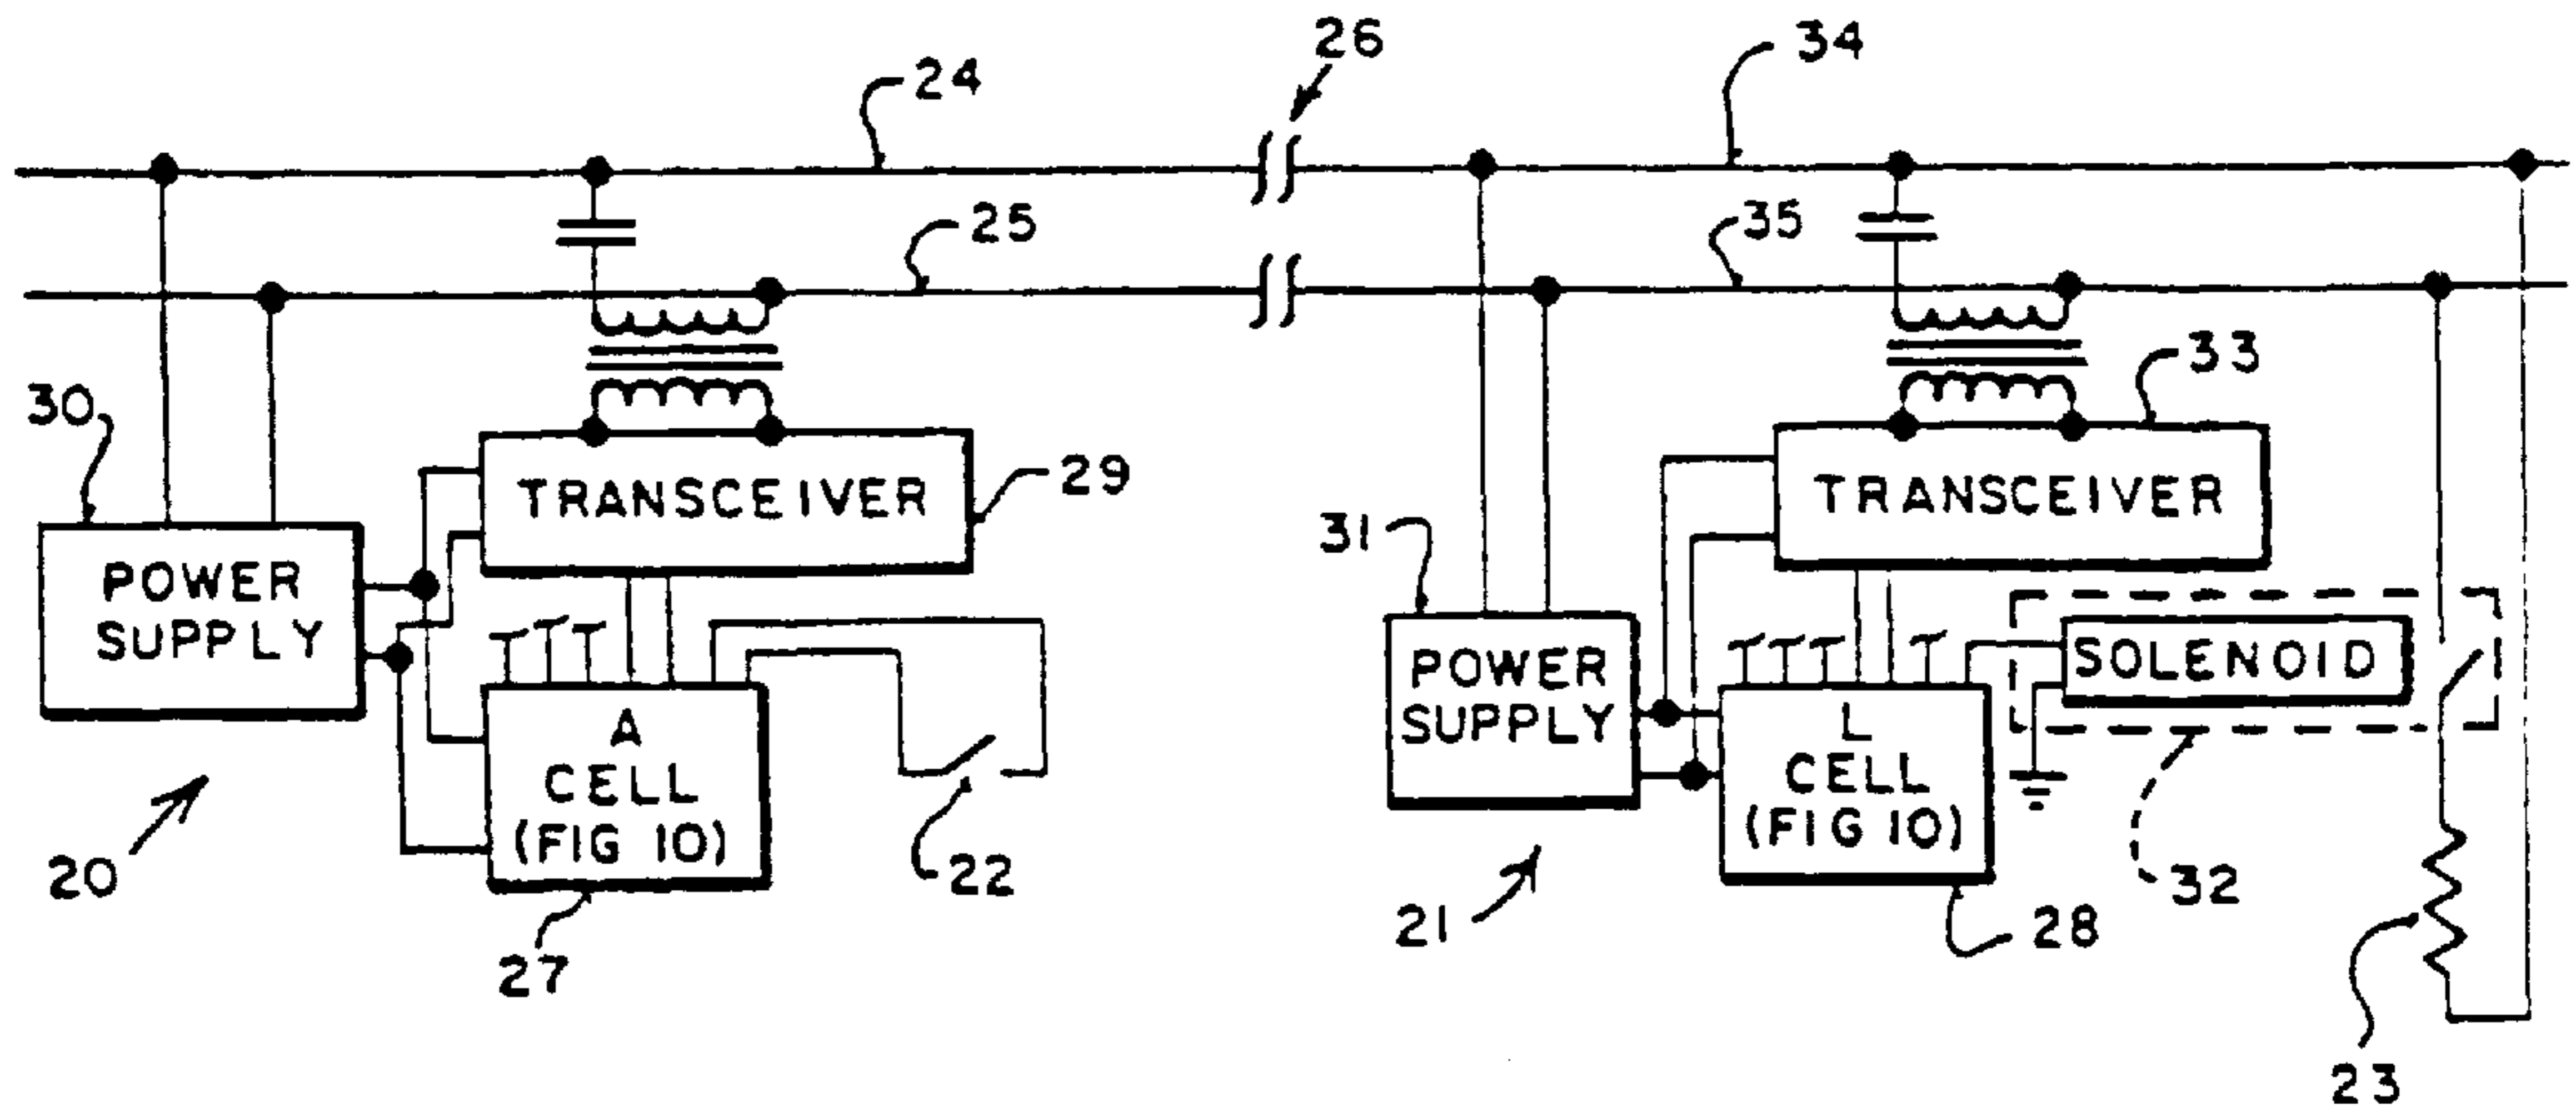 26
34
24
25
35
33
30
TRANSCEIVER
29
TRANSCEIVER
31
POWER
SUPPLY
POWER
SUPPLY
SOLENOID
A
CELL
(FIG 10)
L
CELL
(FIG 10)
20
22
32
21
28
27
23